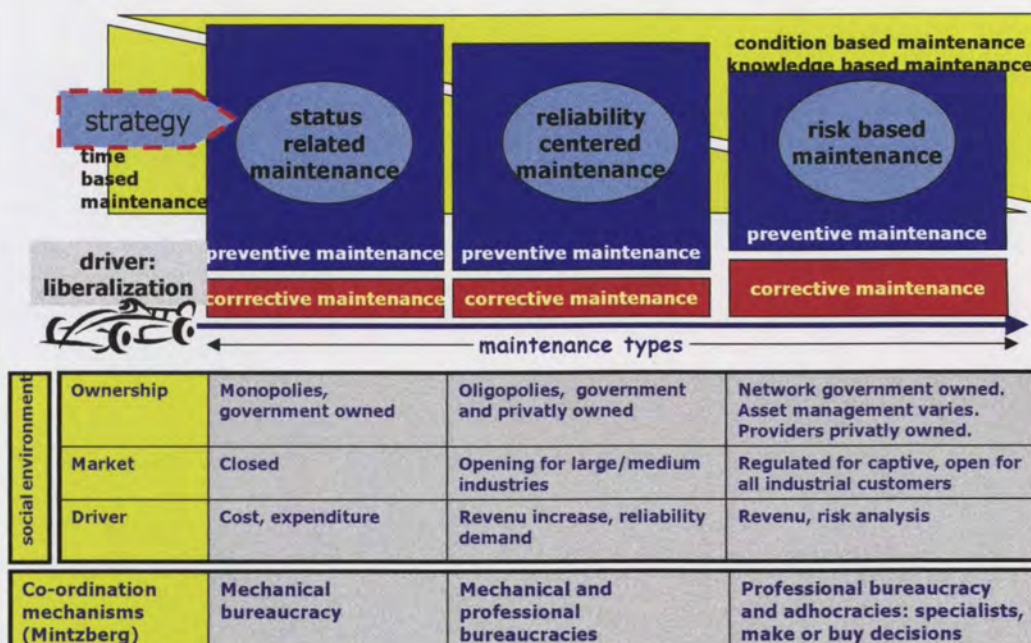 condition based maintenance
knowledge based maintenance
strategy
time
based
maintenance
status
related
maintenance
reliability
centered
maintenance
risk based
maintenance
preventive maintenance
preventive maintenance
preventive maintenance
driver:
liberalization
corrrective maintenance
corrective maintenance
corrective maintenance
maintenance types
social environment
Ownership
Monopolies,
government owned
Oligopolies, government
and privatly owned
Network government owned.
Asset management varies.
Providers privatly owned.
Market
Closed
Opening for large/medium
industries
Regulated for captive, open for
all industrial customers
Driver
Cost, expenditure
Revenu increase, reliability
demand
Revenu, risk analysis
Co-ordination
mechanisms
(Mintzberg)
Mechanical
bureaucracy
Mechanical and
professional
bureaucracies
Professional bureaucracy
and adhocracies: specialists,
make or buy decisions